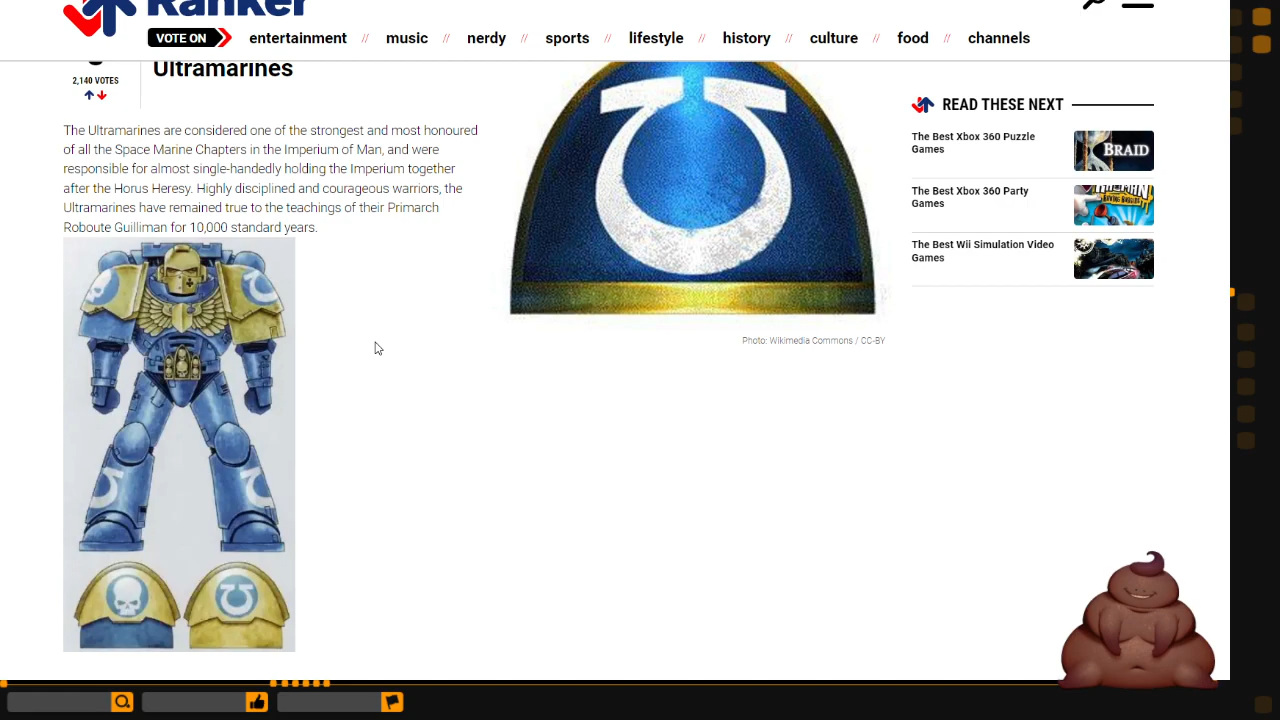 Ranker
VOTE ON
entertainment // music // nerdy // sports // lifestyle // history // culture // food // channels
Ultramarines
2,140 VOTES
The Ultramarines are considered one of the strongest and most honoured
of all the Space Marine Chapters in the Imperium of Man, and were
responsible for almost single-handedly holding the Imperium together
after the Horus Heresy. Highly disciplined and courageous warriors, the
Ultramarines have remained true to the teachings of their Primarch
Roboute Guilliman for 10,000 standard years.
Photo: Wikimedia Commons / CC-BY
READ THESE NEXT
The Best Xbox 360 Puzzle
Games
BRAID
The Best Xbox 360 Party
Games
The Best Wii Simulation Video
Games